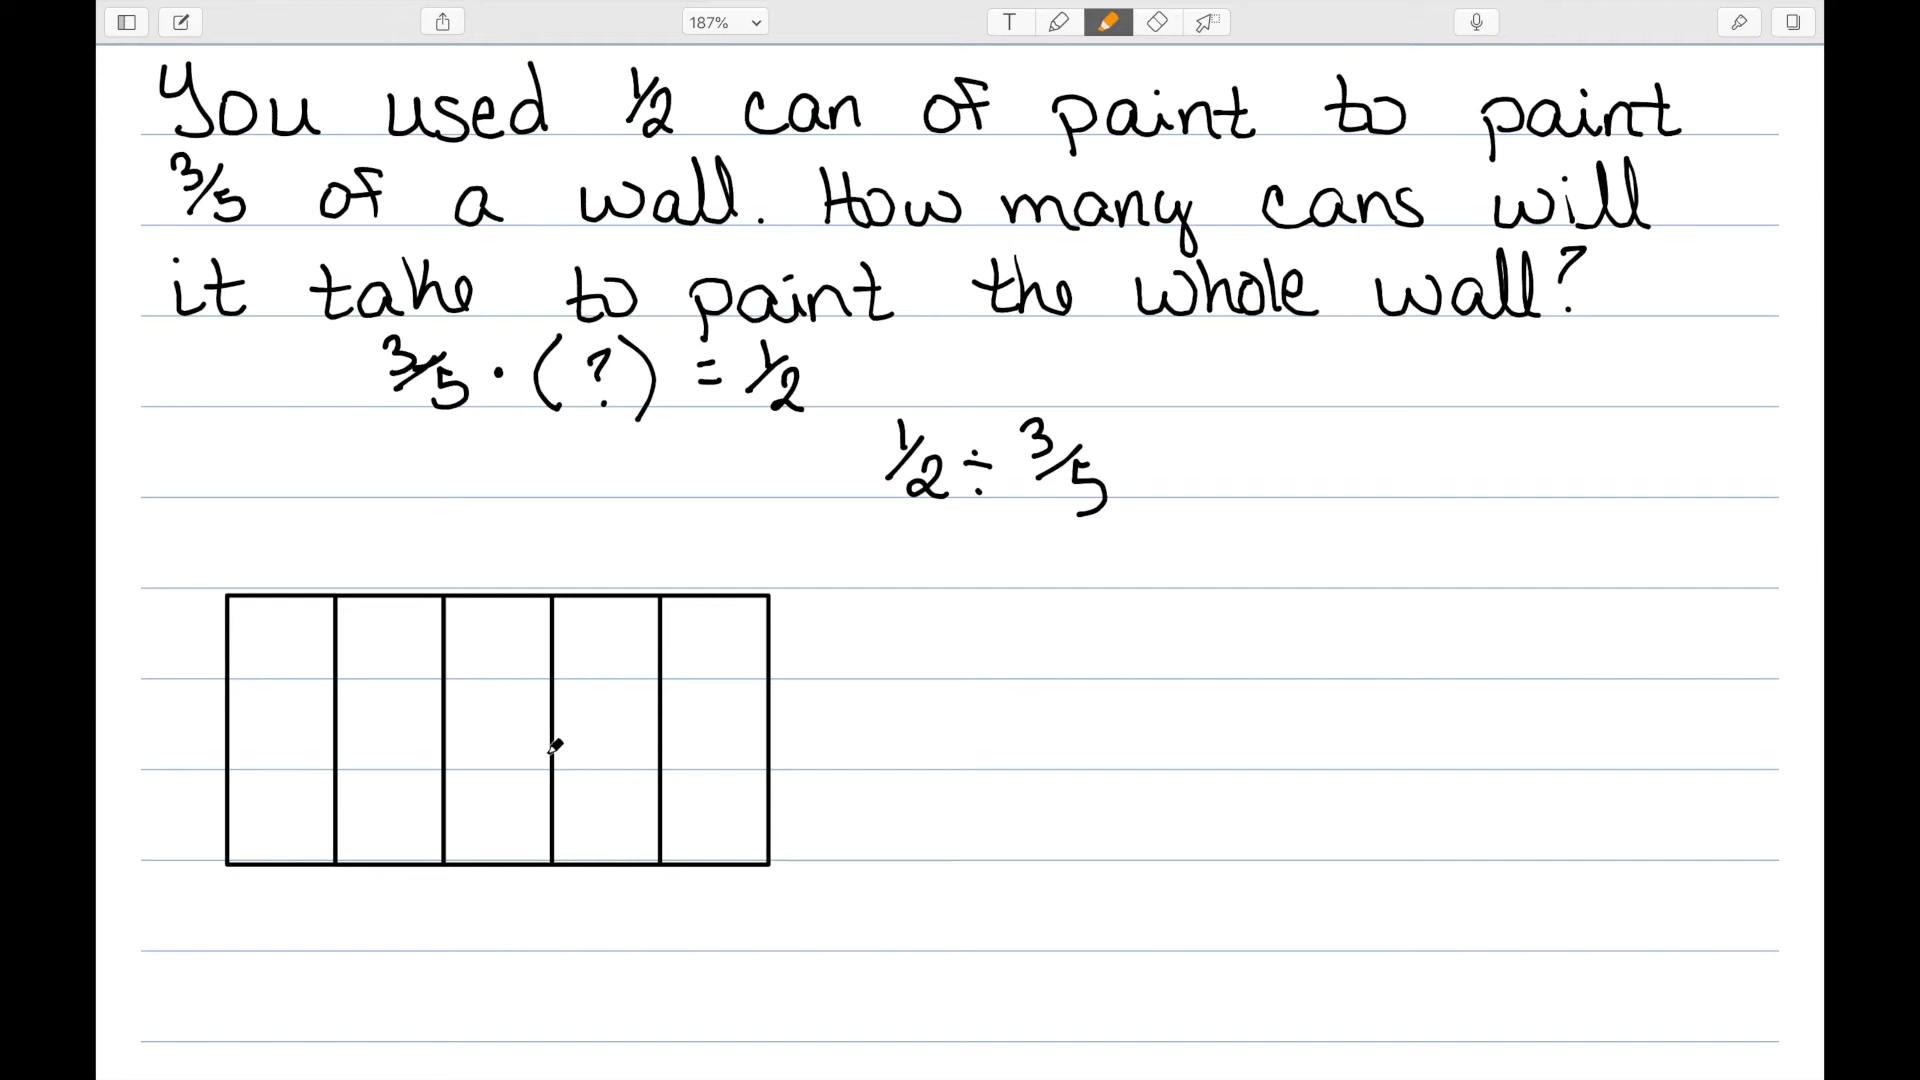 187%
T
You used 1/2 can of paint to paint
3/5 of a wall. How many cans will
it take to paint the whole wall?
3/5 · (?) = 1/2
1/2 ÷ 3/5